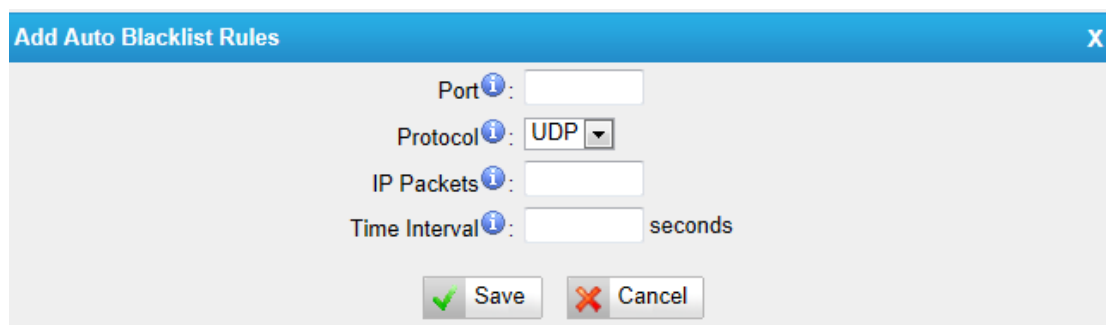 Add Auto Blacklist Rules X
Port i :
Protocol i : UDP
IP Packets i :
Time Interval i : seconds
Save Cancel